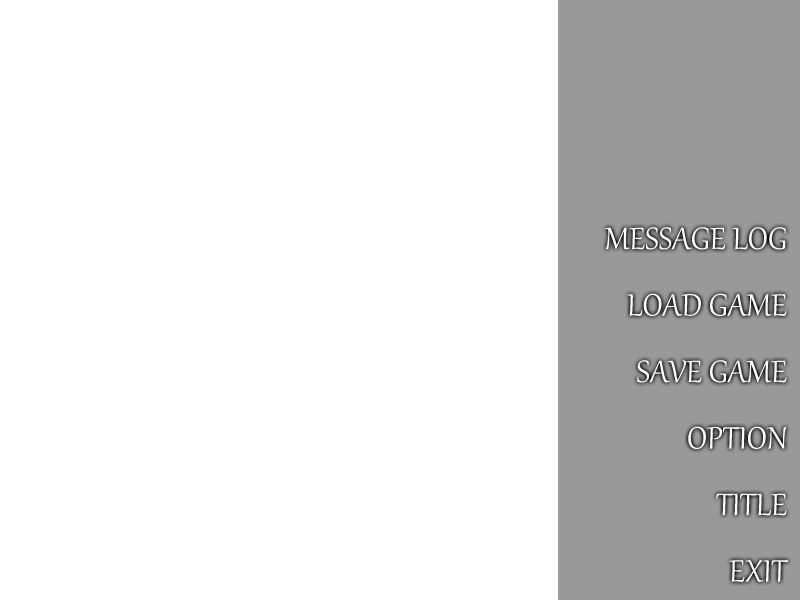 MESSAGE LOG
LOAD GAME
SAVE GAME
OPTION
TITLE
EXIT